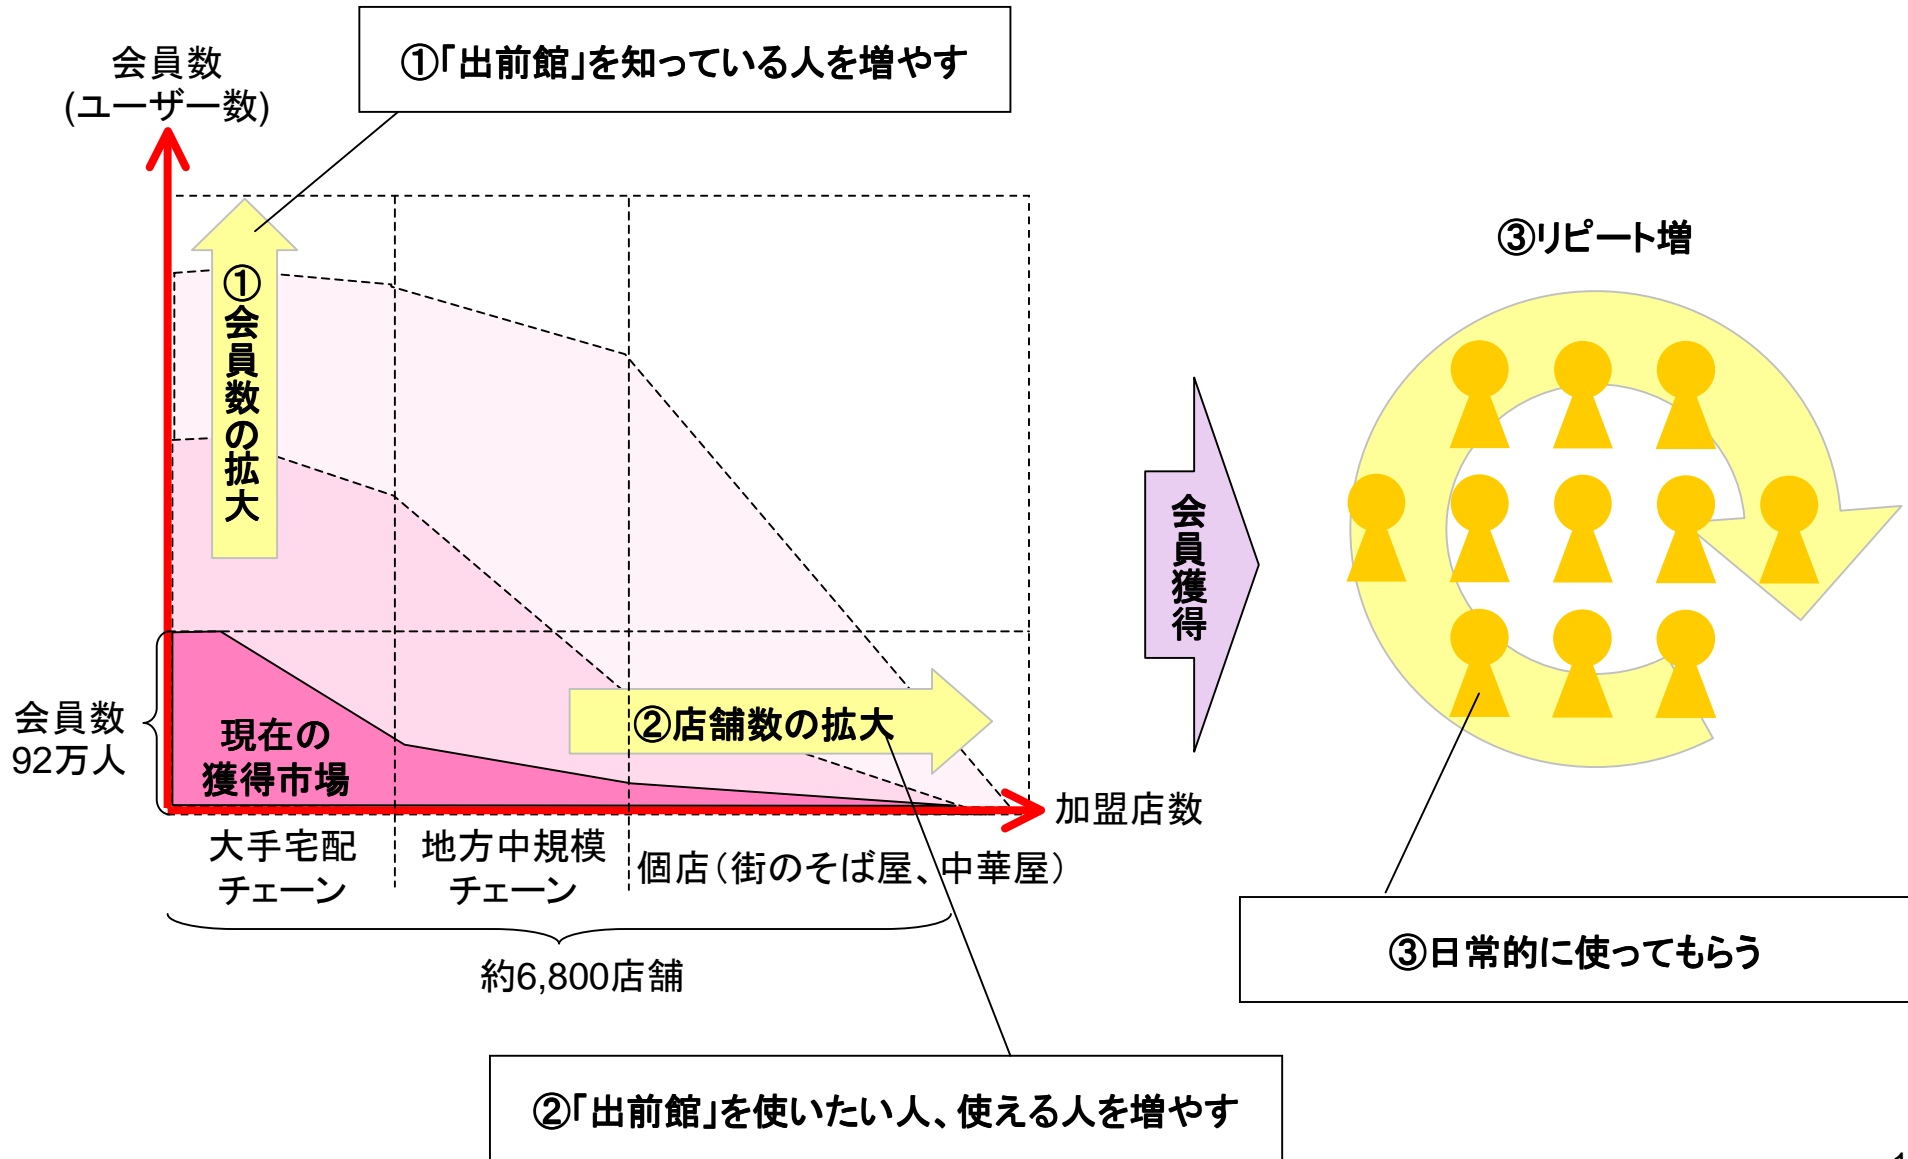 ①「出前館」を知っている人を増やす
会員数
(ユーザー数)
③リピート増
①会員数の拡大
会員獲得
②店舗数の拡大
会員数
92万人
現在の
獲得市場
加盟店数
大手宅配
チェーン
地方中規模
チェーン
個店(街のそば屋、中華屋)
約6,800店舗
③日常的に使ってもらう
②「出前館」を使いたい人、使える人を増やす